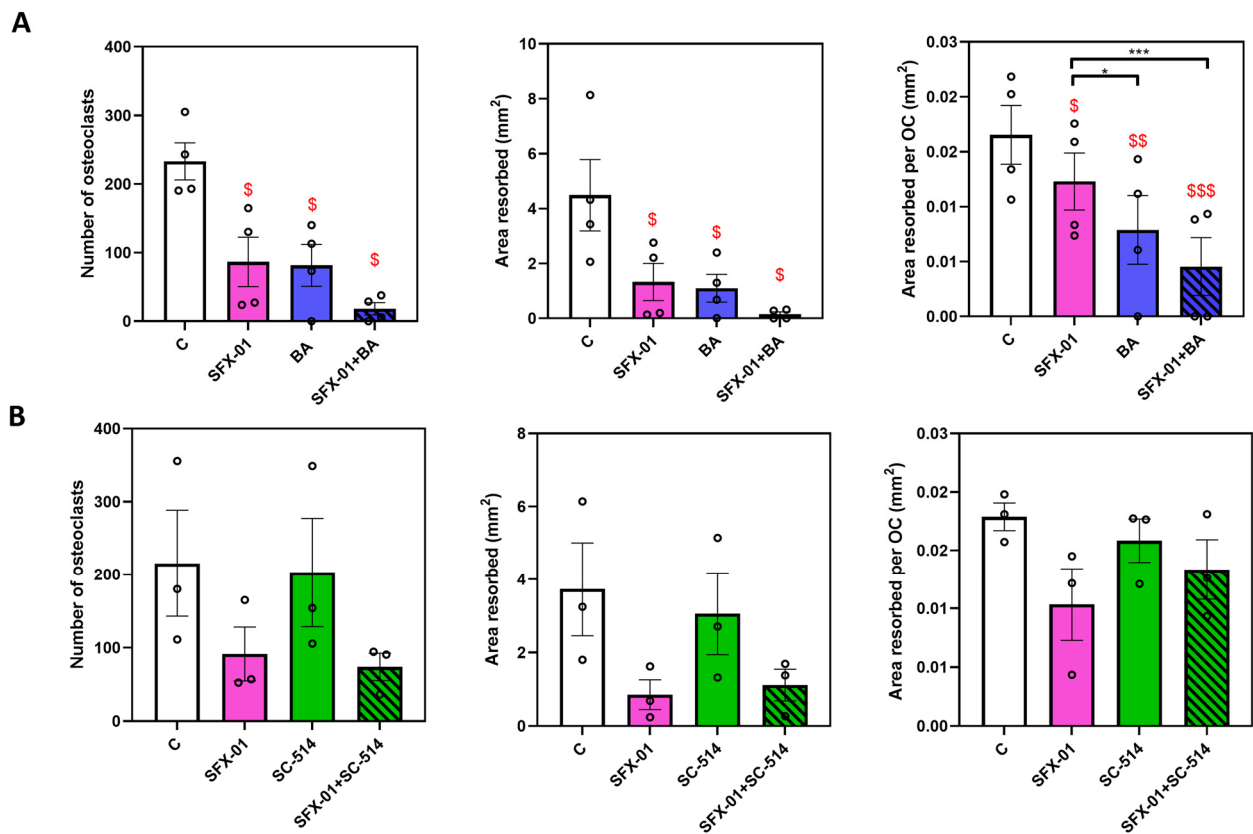 A
Number of osteoclasts
400
300
200
100
0
$
$
$
C
SFX-01
BA
SFX-01+BA
Area resorbed (mm2)
10
8
6
4
2
0
$
$
$
C
SFX-01
BA
SFX-01+BA
Area resorbed per OC (mm2)
0.03
0.02
0.02
0.01
0.01
0.00
***
*
$
$$
$$$
C
SFX-01
BA
SFX-01+BA
B
Number of osteoclasts
400
300
200
100
0
C
SFX-01
SC-514
SFX-01+SC-514
Area resorbed (mm2)
8
6
4
2
0
C
SFX-01
SC-514
SFX-01+SC-514
Area resorbed per OC (mm2)
0.03
0.02
0.02
0.01
0.01
0.00
C
SFX-01
SC-514
SFX-01+SC-514